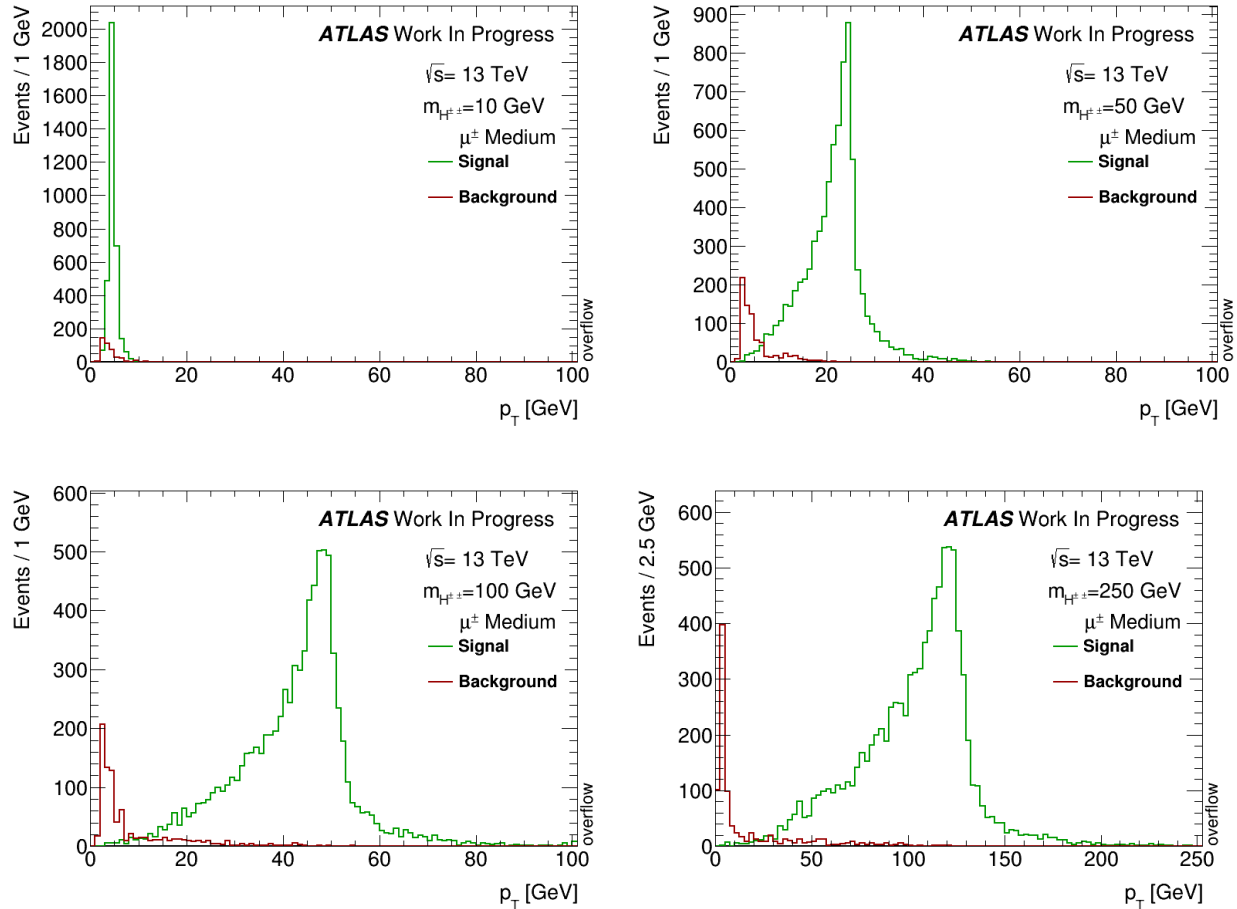 Events / 1 GeV
2000
1800
1600
1400
1200
1000
800
600
400
200
0
ATLAS Work In Progress
√s= 13 TeV
m_H±±=10 GeV
μ± Medium
Signal
Background
overflow
0 20 40 60 80 100
p_T [GeV]
Events / 1 GeV
900
800
700
600
500
400
300
200
100
0
ATLAS Work In Progress
√s= 13 TeV
m_H±±=50 GeV
μ± Medium
Signal
Background
overflow
0 20 40 60 80 100
p_T [GeV]
Events / 1 GeV
600
500
400
300
200
100
0
ATLAS Work In Progress
√s= 13 TeV
m_H±±=100 GeV
μ± Medium
Signal
Background
overflow
0 20 40 60 80 100
p_T [GeV]
Events / 2.5 GeV
600
500
400
300
200
100
0
ATLAS Work In Progress
√s= 13 TeV
m_H±±=250 GeV
μ± Medium
Signal
Background
overflow
0 50 100 150 200 250
p_T [GeV]